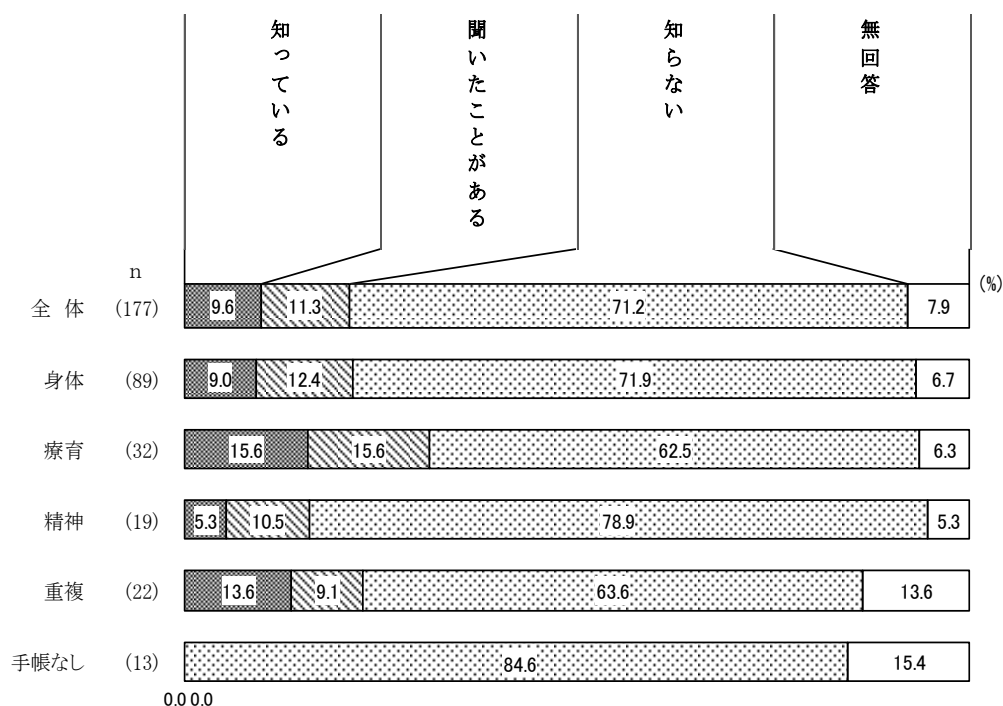 知っている
聞いたことがある
知らない
無回答
n
(%)
全 体 (177) 9.6 11.3 71.2 7.9
身体 (89) 9.0 12.4 71.9 6.7
療育 (32) 15.6 15.6 62.5 6.3
精神 (19) 5.3 10.5 78.9 5.3
重複 (22) 13.6 9.1 63.6 13.6
手帳なし (13) 84.6 15.4
0.0 0.0